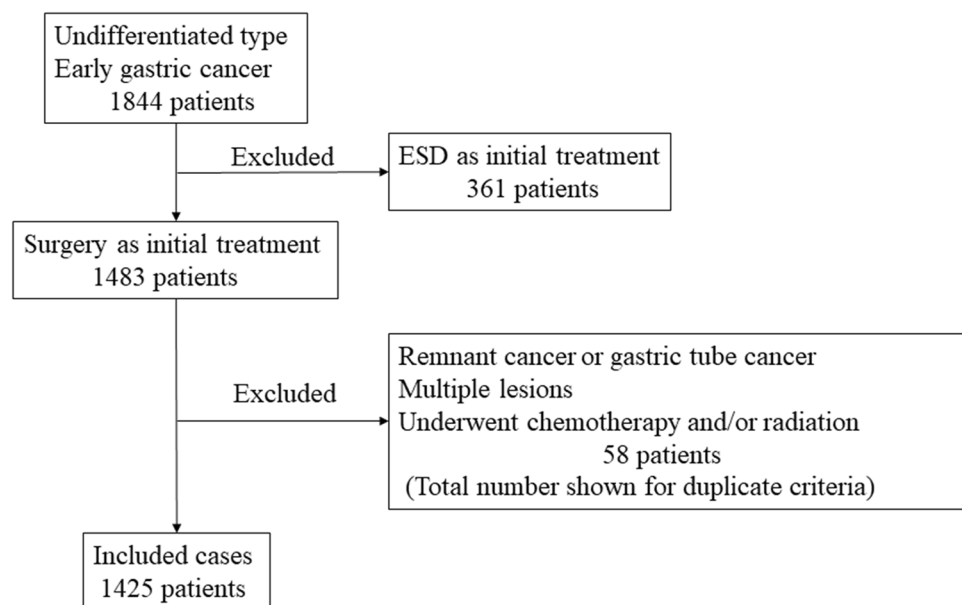 Undifferentiated type
Early gastric cancer
1844 patients
Excluded
ESD as initial treatment
361 patients
Surgery as initial treatment
1483 patients
Excluded
Remnant cancer or gastric tube cancer
Multiple lesions
Underwent chemotherapy and/or radiation
58 patients
(Total number shown for duplicate criteria)
Included cases
1425 patients